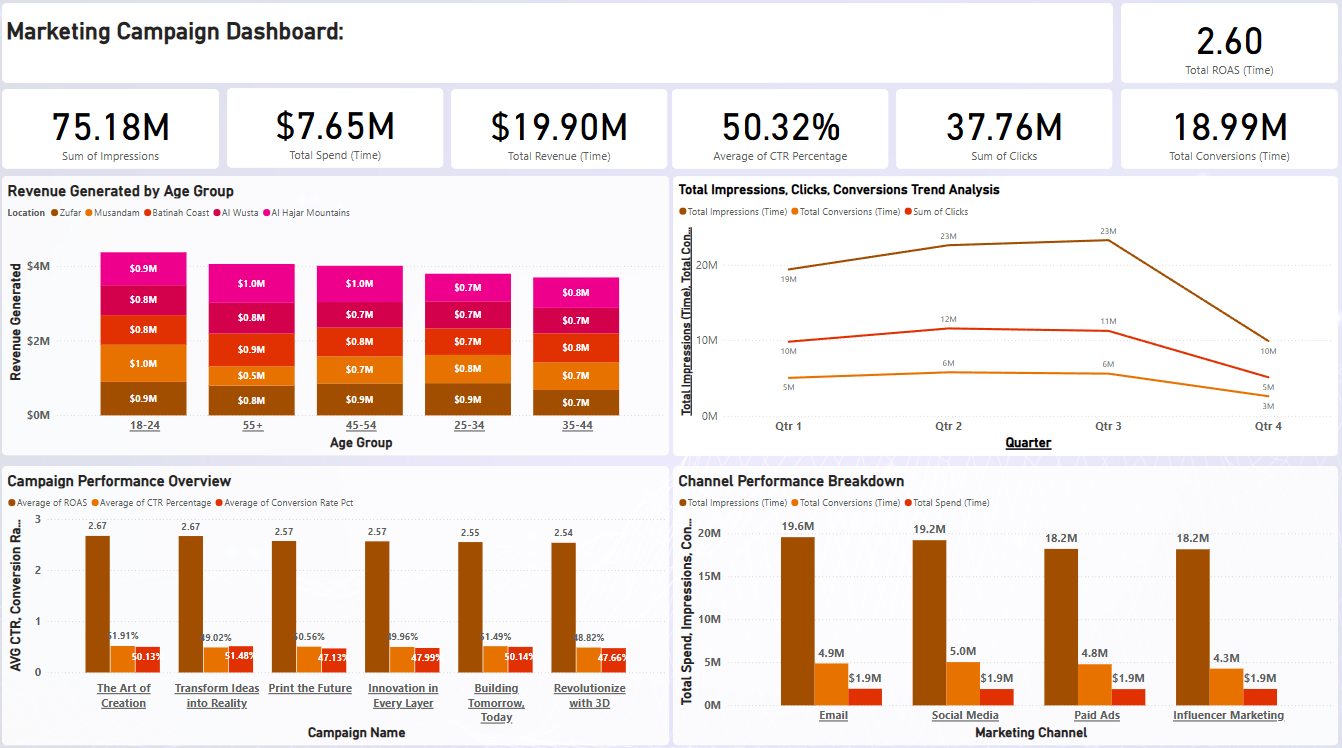 Marketing Campaign Dashboard:
2.60
Total ROAS (Time)
75.18M
Sum of Impressions
$7.65M
Total Spend (Time)
$19.90M
Total Revenue (Time)
50.32%
Average of CTR Percentage
37.76M
Sum of Clicks
18.99M
Total Conversions (Time)
Revenue Generated by Age Group
Location Zufar Musandam Batinah Coast Al Wusta Al Hajar Mountains
Revenue Generated
$4M
$2M
$0M
$0.9M
$0.8M
$0.8M
$1.0M
$0.9M
$1.0M
$0.8M
$0.9M
$0.5M
$0.8M
$1.0M
$0.7M
$0.8M
$0.7M
$0.9M
$0.7M
$0.7M
$0.7M
$0.8M
$0.9M
$0.8M
$0.7M
$0.8M
$0.7M
$0.7M
18-24 55+ 45-54 25-34 35-44
Age Group
Total Impressions, Clicks, Conversions Trend Analysis
Total Impressions (Time) Total Conversions (Time) Sum of Clicks
Total Impressions (Time), Total Con...
20M
10M
0M
19M 23M 23M 10M
10M 12M 11M 5M
5M 6M 6M 3M
Qtr 1 Qtr 2 Qtr 3 Qtr 4
Quarter
Campaign Performance Overview
Average of ROAS Average of CTR Percentage Average of Conversion Rate Pct
AVG CTR, Conversion Ra...
3
2
1
0
2.67 2.67 2.57 2.57 2.55 2.54
51.91% 49.02% 50.56% 49.96% 51.49% 48.82%
50.13% 51.48% 47.13% 47.99% 50.14% 47.66%
The Art of
Creation
Transform Ideas
into Reality
Print the Future
Innovation in
Every Layer
Building
Tomorrow,
Today
Revolutionize
with 3D
Campaign Name
Channel Performance Breakdown
Total Impressions (Time) Total Conversions (Time) Total Spend (Time)
Total Spend, Impressions, Con...
20M
15M
10M
5M
0M
19.6M 19.2M 18.2M 18.2M
4.9M 5.0M 4.8M 4.3M
$1.9M $1.9M $1.9M $1.9M
Email Social Media Paid Ads Influencer Marketing
Marketing Channel